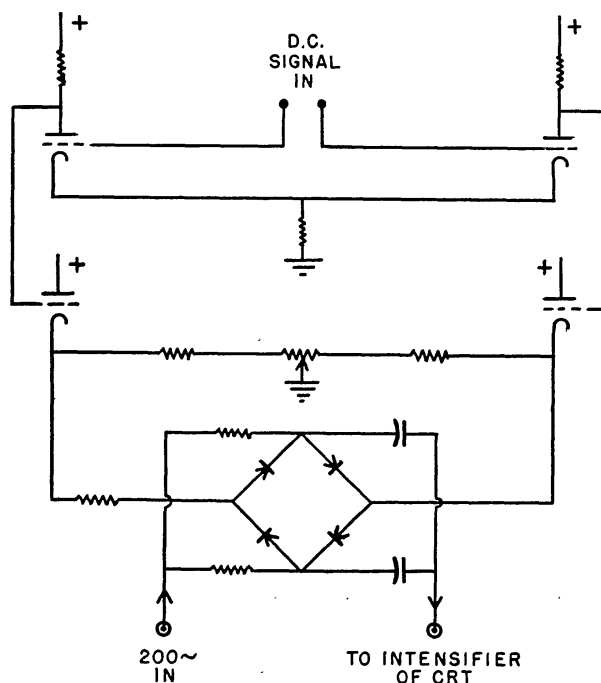 +
+
D.C.
SIGNAL
IN
+
+
200~
IN
TO INTENSIFIER
OF CRT